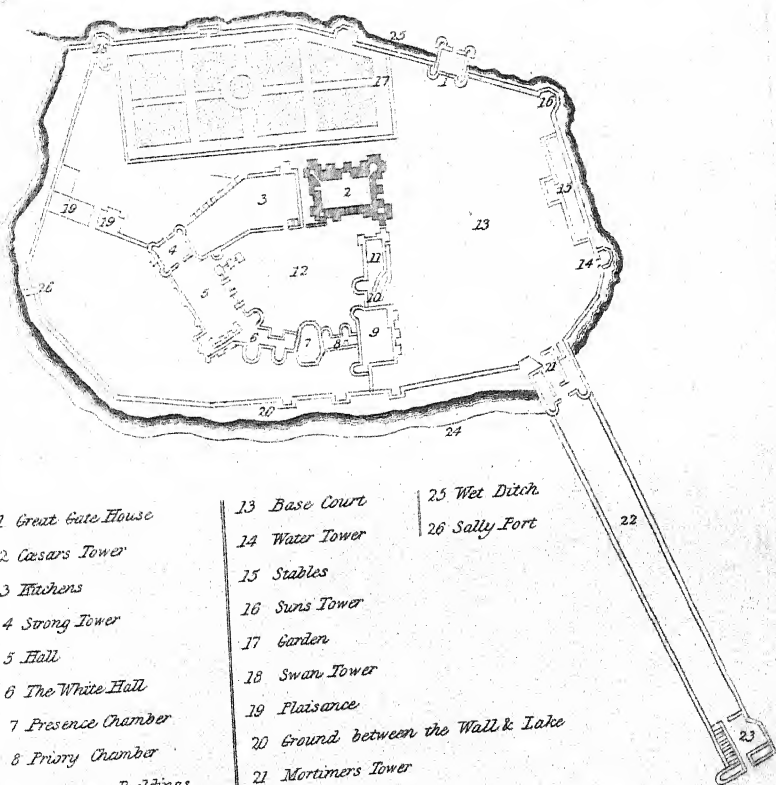 25
18
17
1
16
3
2
15
19
19
13
4
11
14
12
5
26
10
6
7
8
9
21
20
24
22
23
1 Great Gate House
2 Cæsars Tower
3 Kitchens
4 Strong Tower
5 Hall
6 The White Hall
7 Presence Chamber
8 Priory Chamber
Buildings
13 Base Court
14 Water Tower
15 Stables
16 Suns Tower
17 Garden
18 Swan Tower
19 Plaisance
20 Ground between the Wall & Lake
21 Mortimers Tower
25 Wet Ditch
26 Sally Port